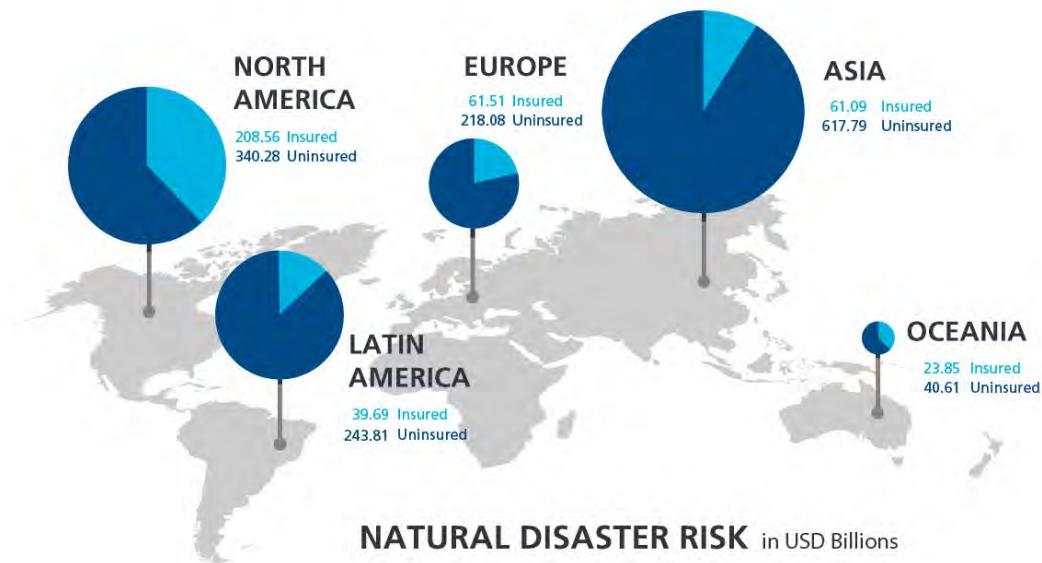 NORTH
AMERICA
208.56 Insured
340.28 Uninsured
EUROPE
61.51 Insured
218.08 Uninsured
ASIA
61.09 Insured
617.79 Uninsured
LATIN
AMERICA
39.69 Insured
243.81 Uninsured
OCEANIA
23.85 Insured
40.61 Uninsured
NATURAL DISASTER RISK in USD Billions